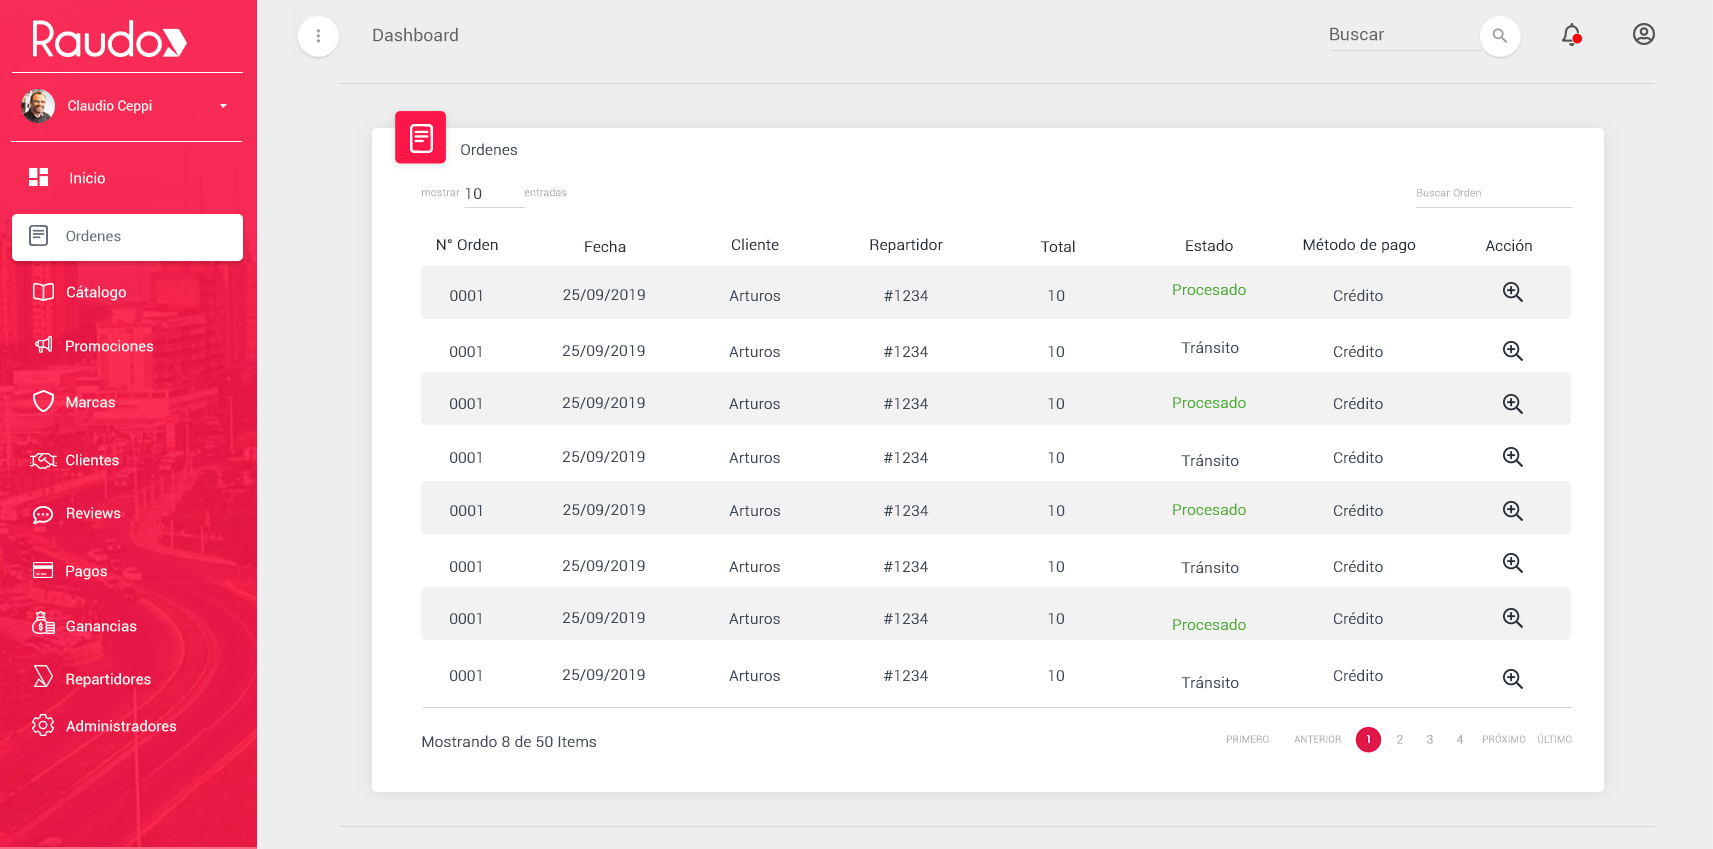 Raudo
Claudio Ceppi
Inicio
Ordenes
Cátalogo
Promociones
Marcas
Clientes
Reviews
Pagos
Ganancias
Repartidores
Administradores
Dashboard
Buscar
Ordenes
mostrar 10 entradas
Buscar Orden
N° Orden Fecha Cliente Repartidor Total Estado Método de pago Acción
0001 25/09/2019 Arturos #1234 10 Procesado Crédito
0001 25/09/2019 Arturos #1234 10 Tránsito Crédito
0001 25/09/2019 Arturos #1234 10 Procesado Crédito
0001 25/09/2019 Arturos #1234 10 Tránsito Crédito
0001 25/09/2019 Arturos #1234 10 Procesado Crédito
0001 25/09/2019 Arturos #1234 10 Tránsito Crédito
0001 25/09/2019 Arturos #1234 10 Procesado Crédito
0001 25/09/2019 Arturos #1234 10 Tránsito Crédito
Mostrando 8 de 50 Items
PRIMERO ANTERIOR 1 2 3 4 PRÓXIMO ÚLTIMO